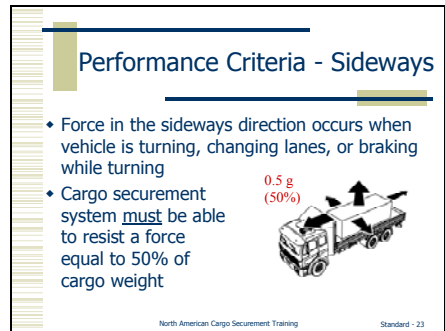 Performance Criteria - Sideways
Force in the sideways direction occurs when
vehicle is turning, changing lanes, or braking
while turning
Cargo securement
system must be able
to resist a force
equal to 50% of
cargo weight
0.5 g
(50%)
North American Cargo Securement Training
Standard - 23